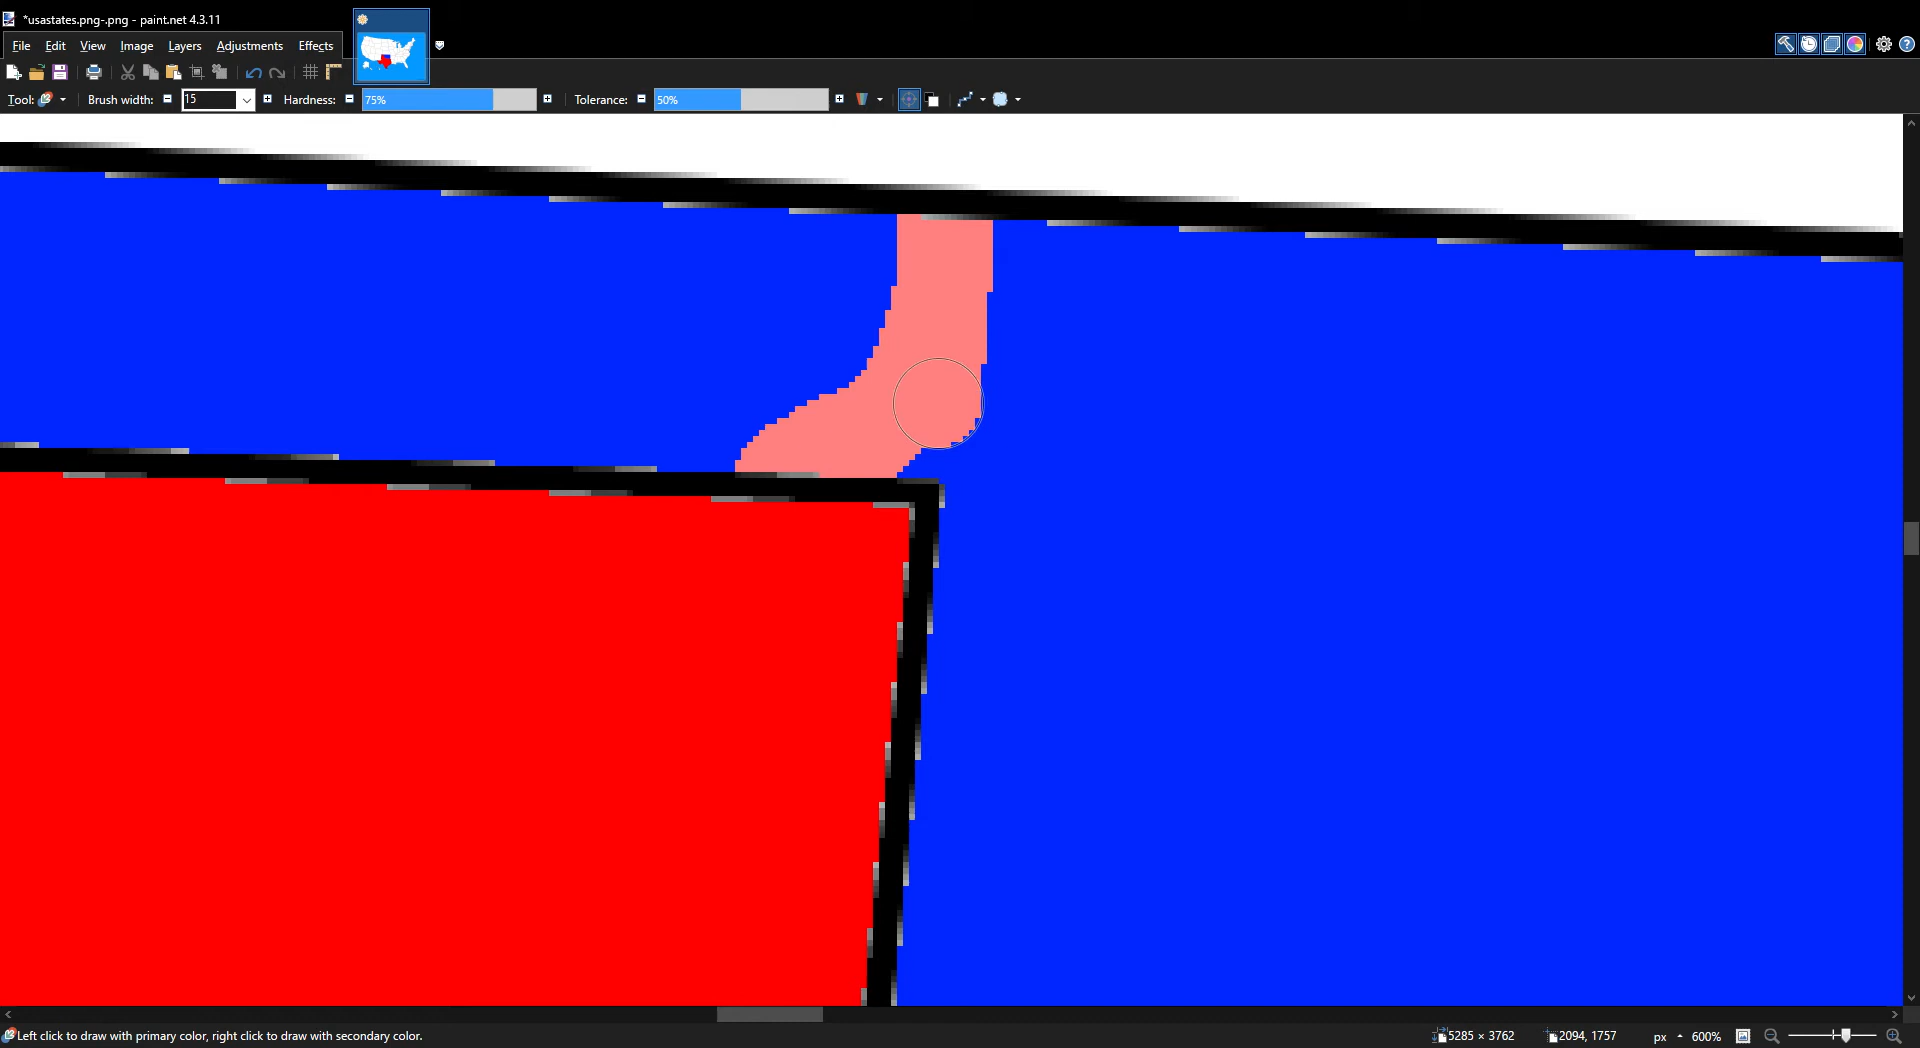 *usastates.png-.png - paint.net 4.3.11
File Edit View Image Layers Adjustments Effects
Tool: Brush width: 15 Hardness: 75% Tolerance: 50%
Left click to draw with primary color, right click to draw with secondary color. 5285 × 3762 2094, 1757 px 600%